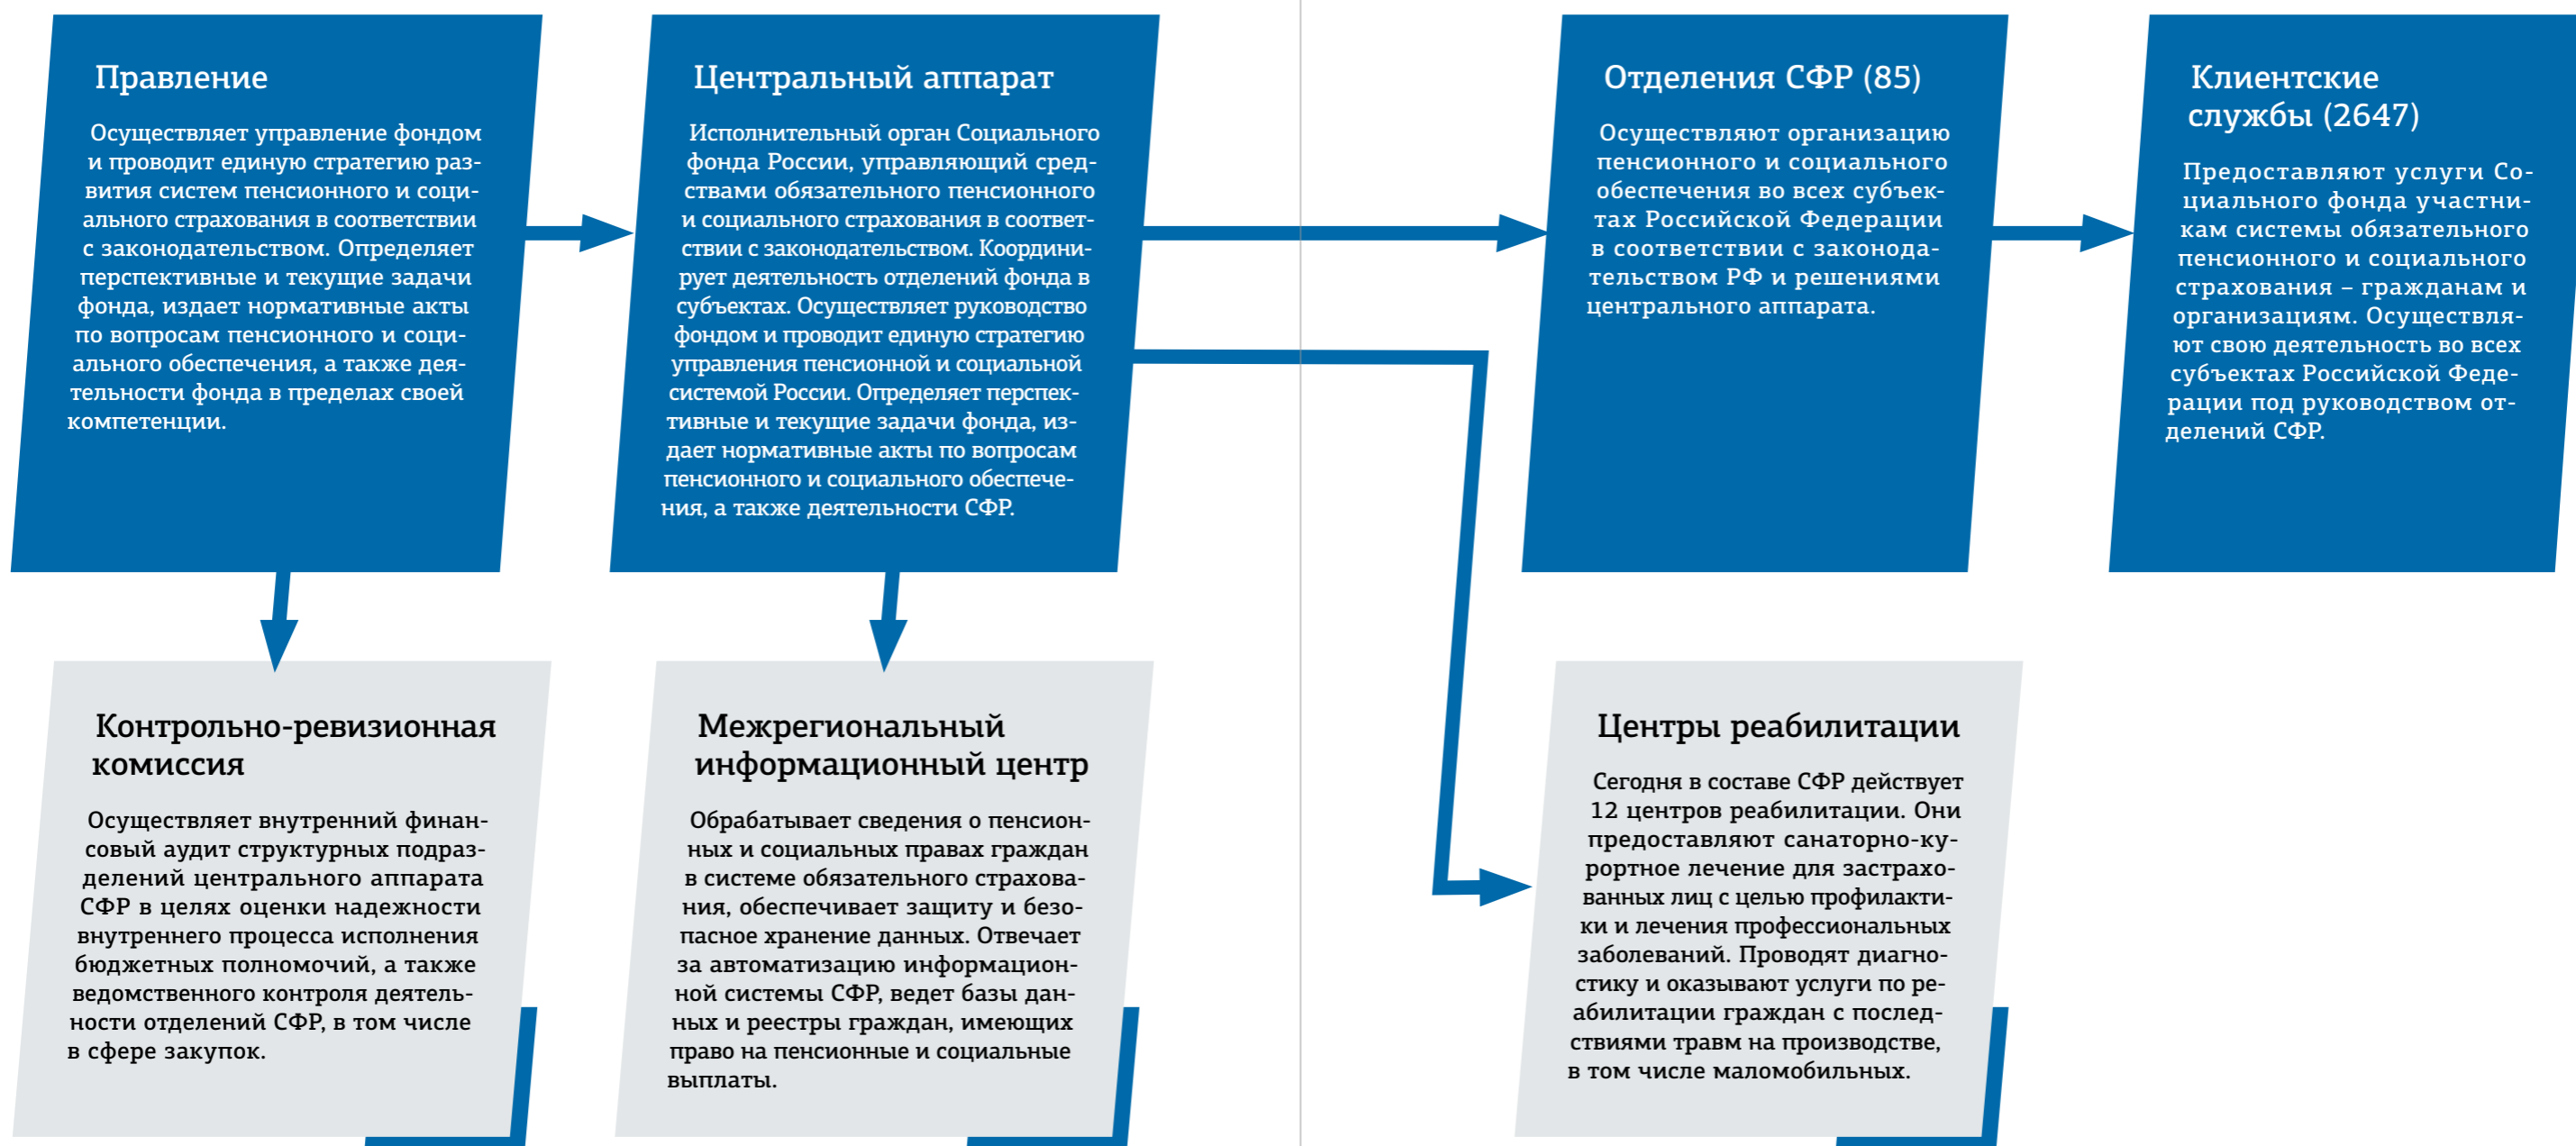 Правление
Осуществляет управление фондом
и проводит единую стратегию раз-
вития систем пенсионного и соци-
ального страхования в соответствии
с законодательством. Определяет
перспективные и текущие задачи
фонда, издает нормативные акты
по вопросам пенсионного и соци-
ального обеспечения, а также дея-
тельности фонда в пределах своей
компетенции.
Центральный аппарат
Исполнительный орган Социального
фонда России, управляющий сред-
ствами обязательного пенсионного
и социального страхования в соответ-
ствии с законодательством. Координи-
рует деятельность отделений фонда в
субъектах. Осуществляет руководство
фондом и проводит единую стратегию
управления пенсионной и социальной
системой России. Определяет перспек-
тивные и текущие задачи фонда, из-
дает нормативные акты по вопросам
пенсионного и социального обеспече-
ния, а также деятельности СФР.
Отделения СФР (85)
Осуществляют организацию
пенсионного и социального
обеспечения во всех субъек-
тах Российской Федерации
в соответствии с законода-
тельством РФ и решениями
центрального аппарата.
Клиентские
службы (2647)
Предоставляют услуги Со-
циального фонда участни-
кам системы обязательного
пенсионного и социального
страхования – гражданам и
организациям. Осуществля-
ют свою деятельность во всех
субъектах Российской Феде-
рации под руководством от-
делений СФР.
Контрольно-ревизионная
комиссия
Осуществляет внутренний финан-
совый аудит структурных подраз-
делений центрального аппарата
СФР в целях оценки надежности
внутреннего процесса исполнения
бюджетных полномочий, а также
ведомственного контроля деятель-
ности отделений СФР, в том числе
в сфере закупок.
Межрегиональный
информационный центр
Обрабатывает сведения о пенсион-
ных и социальных правах граждан
в системе обязательного страхова-
ния, обеспечивает защиту и безо-
пасное хранение данных. Отвечает
за автоматизацию информацион-
ной системы СФР, ведет базы дан-
ных и реестры граждан, имеющих
право на пенсионные и социальные
выплаты.
Центры реабилитации
Сегодня в составе СФР действует
12 центров реабилитации. Они
предоставляют санаторно-ку-
рортное лечение для застрахо-
ванных лиц с целью профилакти-
ки и лечения профессиональных
заболеваний. Проводят диагно-
стику и оказывают услуги по ре-
абилитации граждан с послед-
ствиями травм на производстве,
в том числе маломобильных.